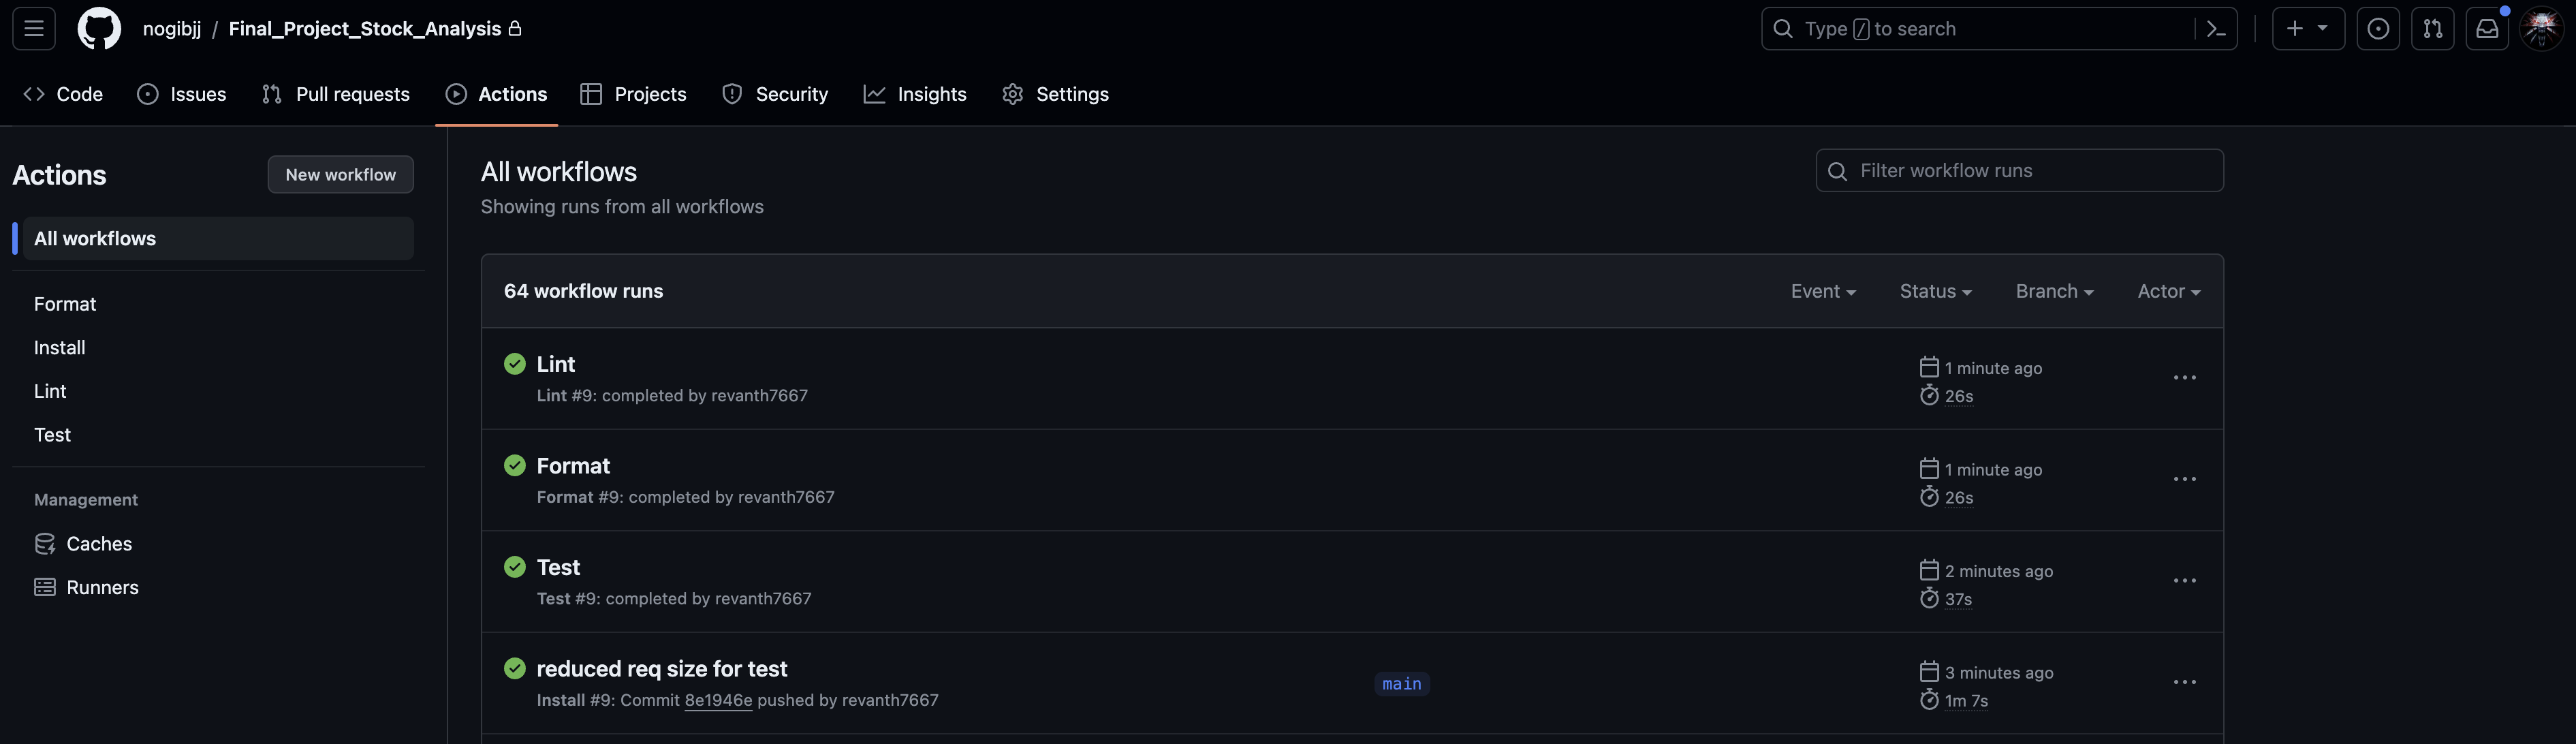 nogibjj / Final_Project_Stock_Analysis
Type / to search
Code Issues Pull requests Actions Projects Security Insights Settings
Actions
New workflow
All workflows
Format
Install
Lint
Test
Management
Caches
Runners
All workflows
Showing runs from all workflows
Filter workflow runs
64 workflow runs
Event Status Branch Actor
Lint
Lint #9: completed by revanth7667
1 minute ago
26s
Format
Format #9: completed by revanth7667
1 minute ago
26s
Test
Test #9: completed by revanth7667
2 minutes ago
37s
reduced req size for test
Install #9: Commit 8e1946e pushed by revanth7667
main
3 minutes ago
1m 7s